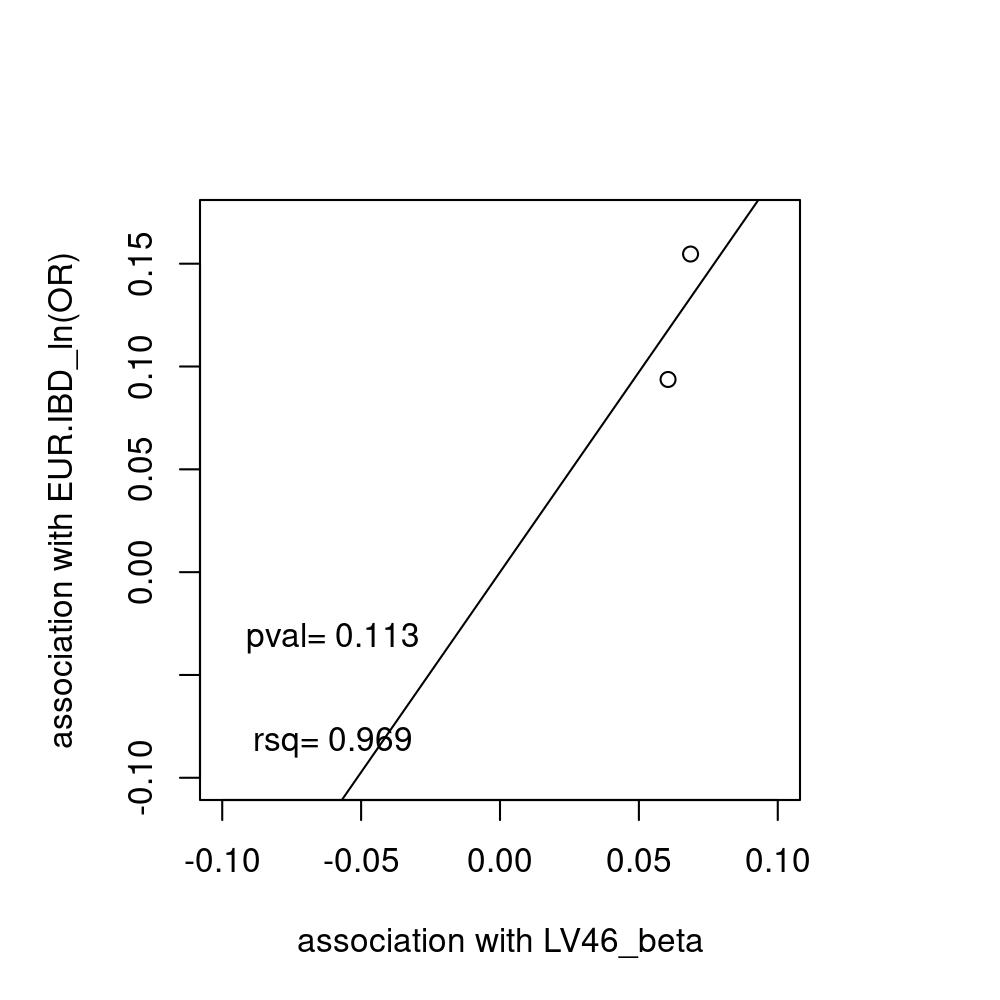 association with EUR.IBD_ln(OR)
0.15
0.10
0.05
0.00
-0.10
pval= 0.113
rsq= 0.969
-0.10 -0.05 0.00 0.05 0.10
association with LV46_beta